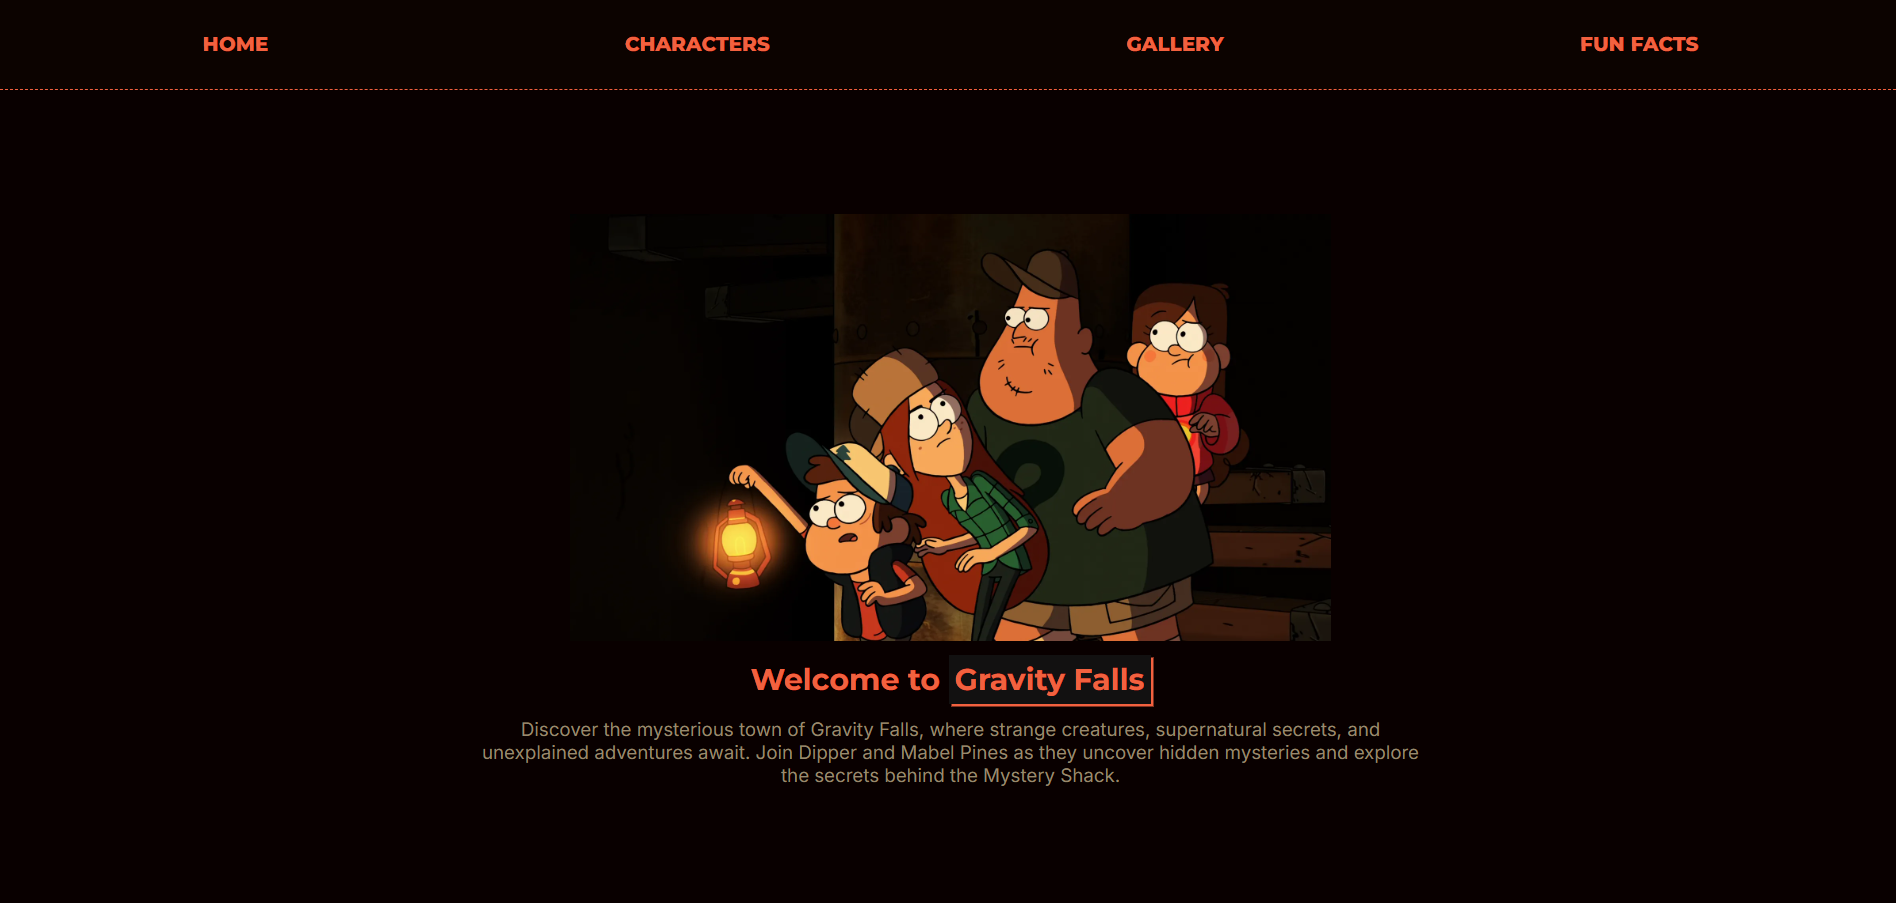 HOME CHARACTERS GALLERY FUN FACTS
Welcome to Gravity Falls
Discover the mysterious town of Gravity Falls, where strange creatures, supernatural secrets, and
unexplained adventures await. Join Dipper and Mabel Pines as they uncover hidden mysteries and explore
the secrets behind the Mystery Shack.